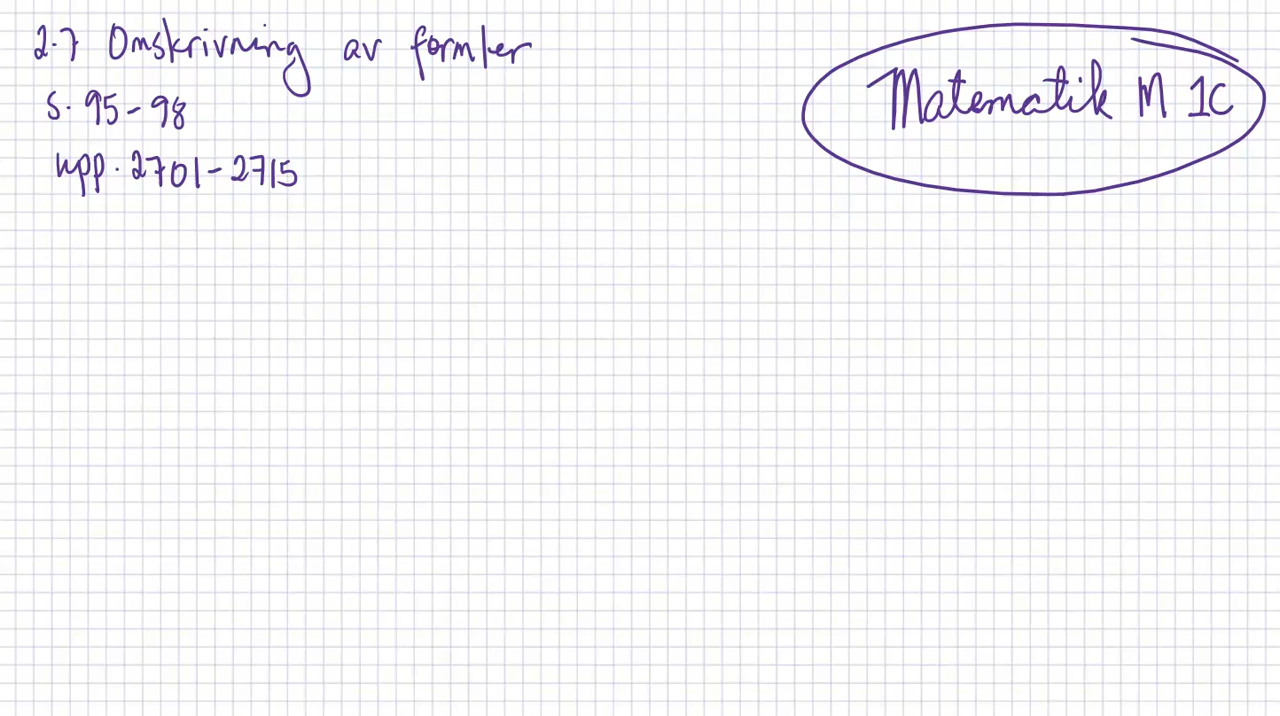 2.7 Omskrivning av formler
s. 95-98
upp. 2701-2715
Matematik M 1C